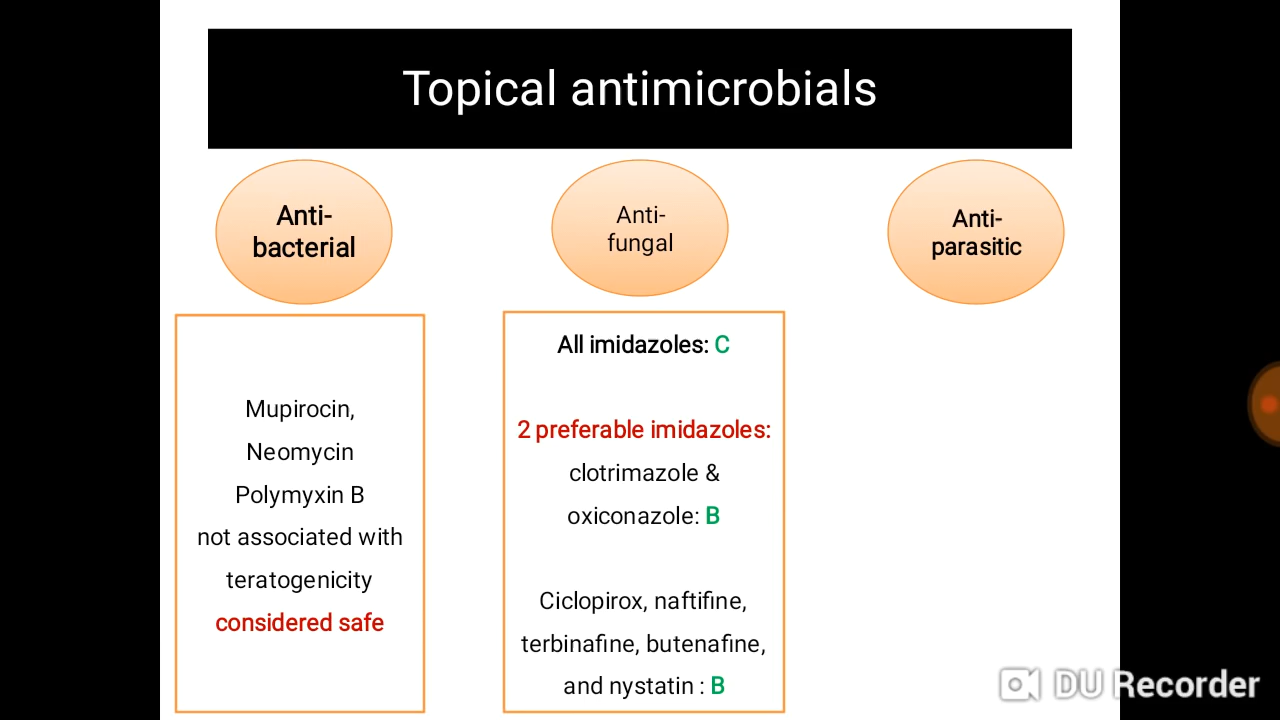 Topical antimicrobials
Anti-
bacterial
Anti-
fungal
Anti-
parasitic
Mupirocin,
Neomycin
Polymyxin B
not associated with
teratogenicity
considered safe
All imidazoles: C
2 preferable imidazoles:
clotrimazole &
oxiconazole: B
Ciclopirox, naftifine,
terbinafine, butenafine,
and nystatin : B
DU Recorder